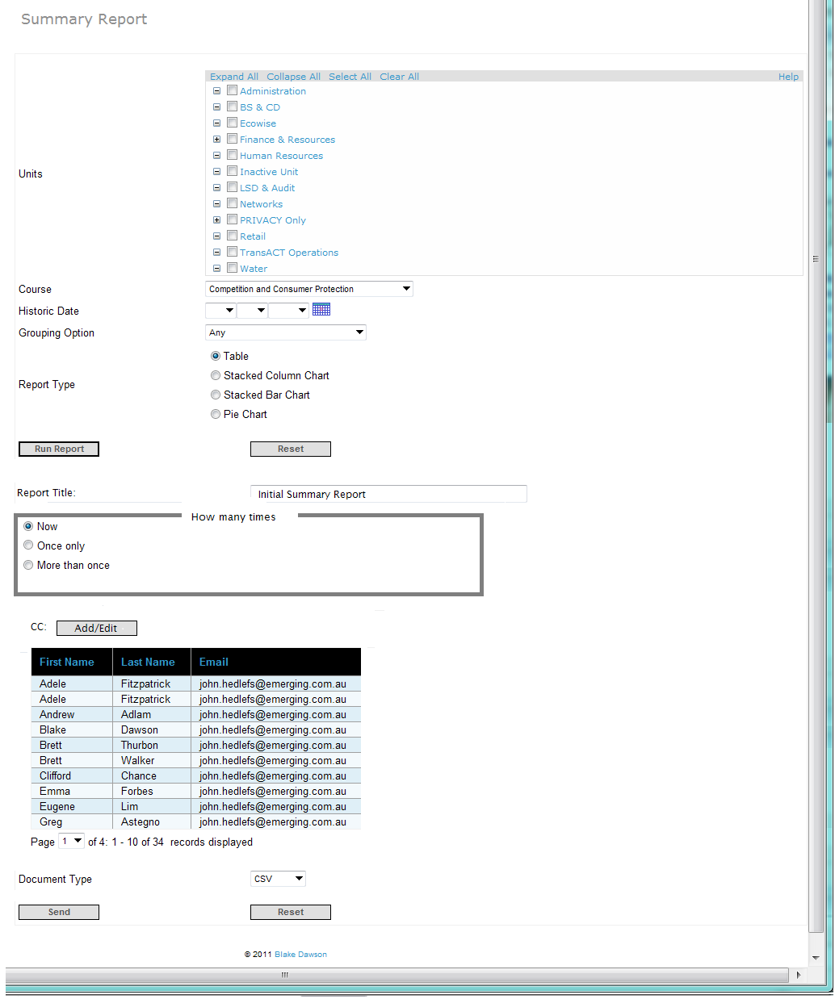 Summary Report
Expand All Collapse All Select All Clear All Help
Administration
BS & CD
Ecowise
Finance & Resources
Human Resources
Units
Inactive Unit
LSD & Audit
Networks
PRIVACY Only
Retail
TransACT Operations
Water
Course Competition and Consumer Protection
Historic Date
Grouping Option Any
Report Type
Table
Stacked Column Chart
Stacked Bar Chart
Pie Chart
Run Report Reset
Report Title: Initial Summary Report
How many times
Now
Once only
More than once
CC: Add/Edit
First Name Last Name Email
Adele Fitzpatrick john.hedlefs@emerging.com.au
Adele Fitzpatrick john.hedlefs@emerging.com.au
Andrew Adlam john.hedlefs@emerging.com.au
Blake Dawson john.hedlefs@emerging.com.au
Brett Thurbon john.hedlefs@emerging.com.au
Brett Walker john.hedlefs@emerging.com.au
Clifford Chance john.hedlefs@emerging.com.au
Emma Forbes john.hedlefs@emerging.com.au
Eugene Lim john.hedlefs@emerging.com.au
Greg Astegno john.hedlefs@emerging.com.au
Page 1 of 4: 1 - 10 of 34 records displayed
Document Type CSV
Send Reset
© 2011 Blake Dawson